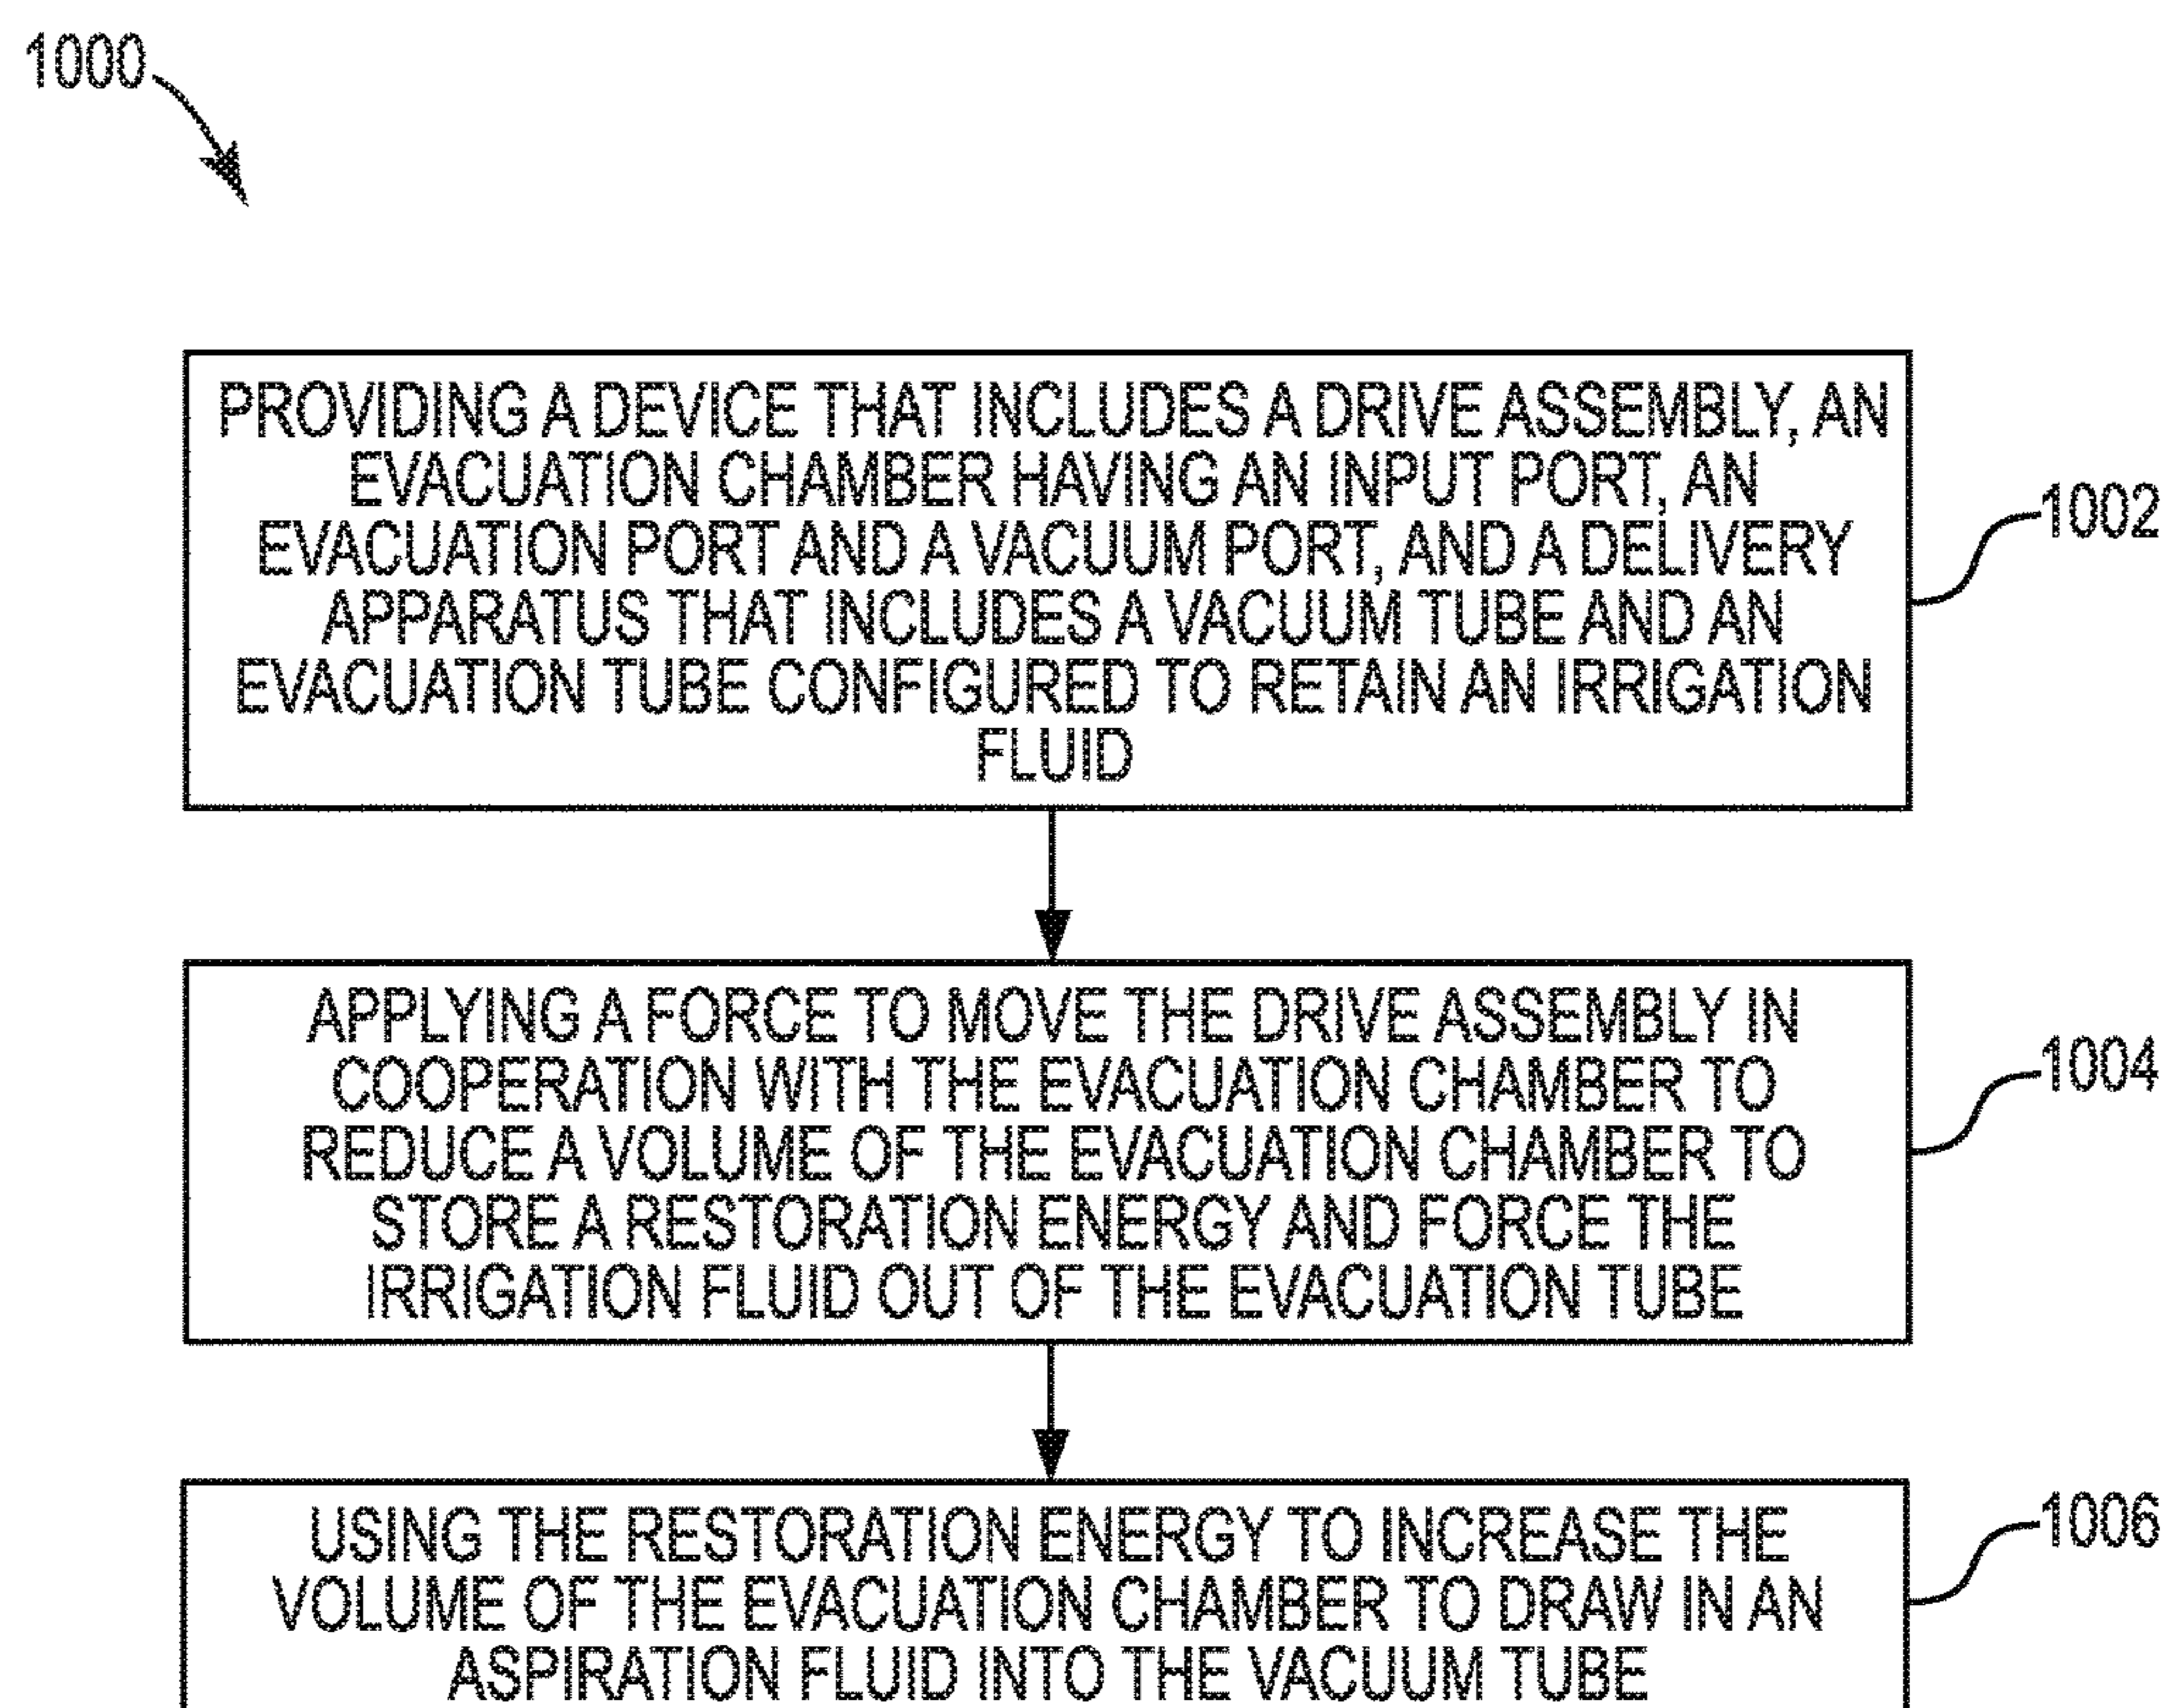 1000
PROVIDING A DEVICE THAT INCLUDES A DRIVE ASSEMBLY, AN
EVACUATION CHAMBER HAVING AN INPUT PORT, AN
EVACUATION PORT AND A VACUUM PORT, AND A DELIVERY
APPARATUS THAT INCLUDES A VACUUM TUBE AND AN
EVACUATION TUBE CONFIGURED TO RETAIN AN IRRIGATION
FLUID
1002
APPLYING A FORCE TO MOVE THE DRIVE ASSEMBLY IN
COOPERATION WITH THE EVACUATION CHAMBER TO
REDUCE A VOLUME OF THE EVACUATION CHAMBER TO
STORE A RESTORATION ENERGY AND FORCE THE
IRRIGATION FLUID OUT OF THE EVACUATION TUBE
1004
USING THE RESTORATION ENERGY TO INCREASE THE
VOLUME OF THE EVACUATION CHAMBER TO DRAW IN AN
ASPIRATION FLUID INTO THE VACUUM TUBE
1006